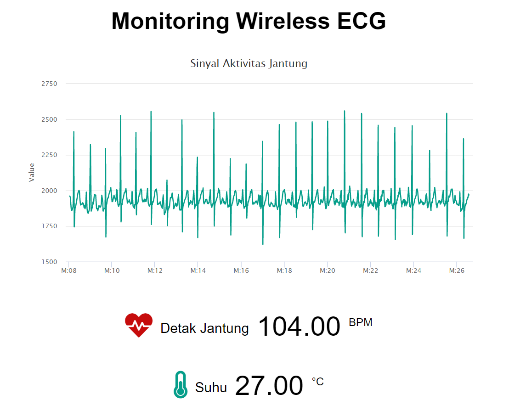 Monitoring Wireless ECG
Sinyal Aktivitas Jantung
2750
2500
2250
2000
1750
1500
Value
M:08 M:10 M:12 M:14 M:16 M:18 M:20 M:22 M:24 M:26
Detak Jantung 104.00 BPM
Suhu 27.00 °C